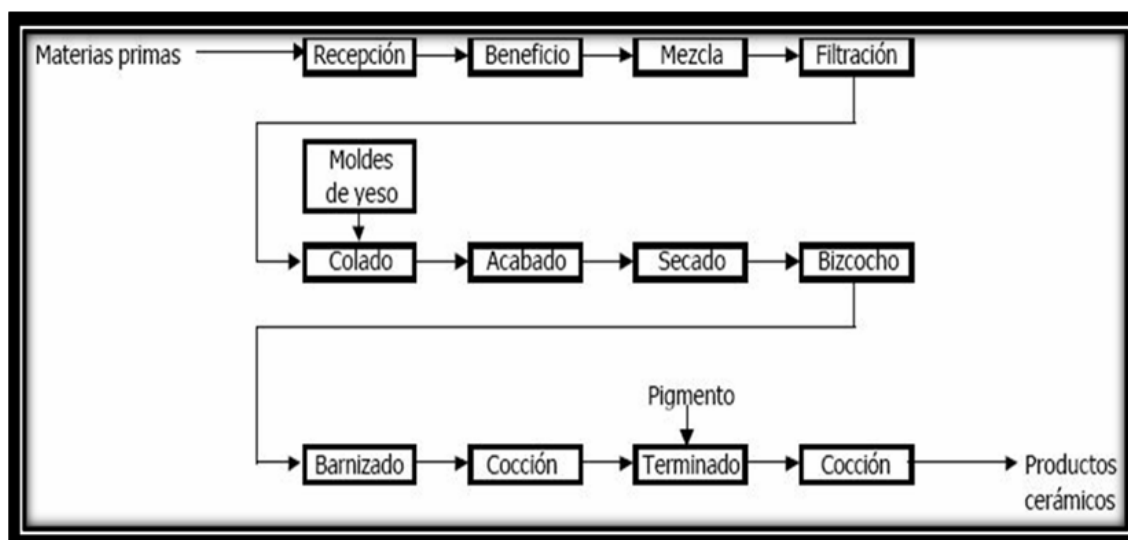 Materias primas
Recepción
Beneficio
Mezcla
Filtración
Moldes
de yeso
Colado
Acabado
Secado
Bizcocho
Pigmento
Barnizado
Cocción
Terminado
Cocción
Productos
cerámicos